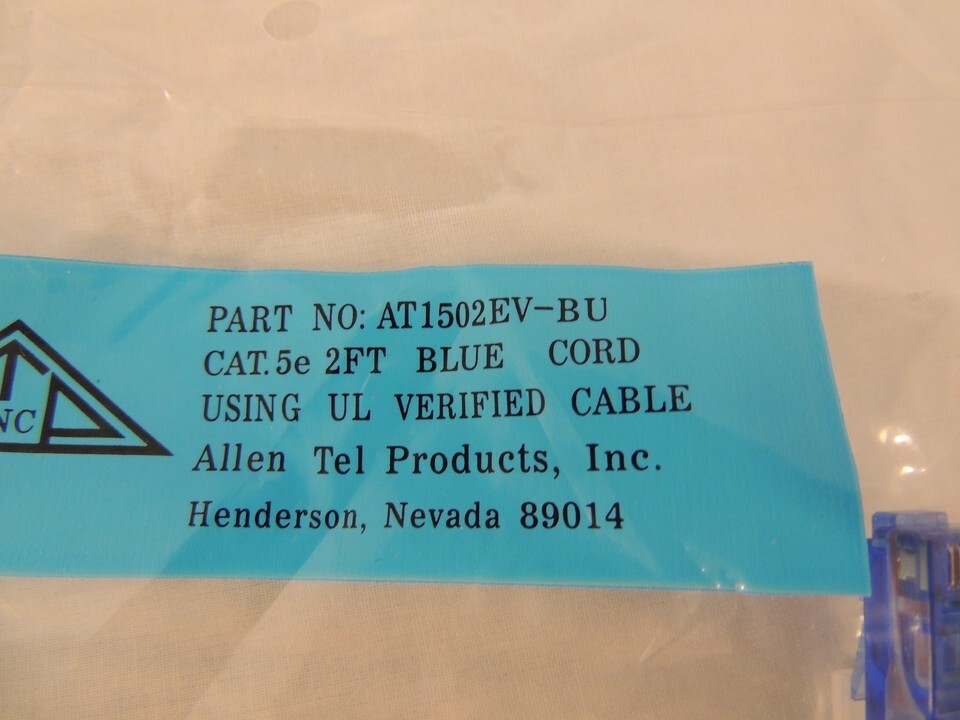 PART NO: AT1502EV-BU
CAT.5e 2FT BLUE CORD
USING UL VERIFIED CABLE
Allen Tel Products, Inc.
Henderson, Nevada 89014